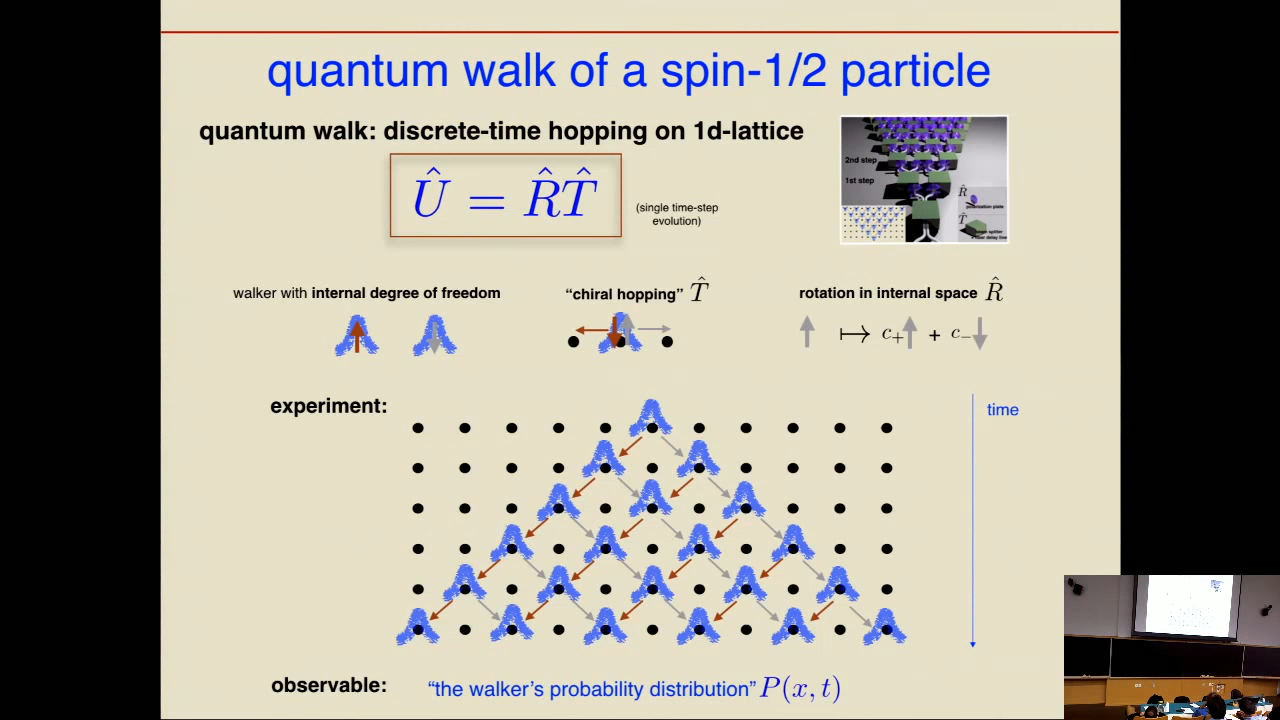 quantum walk of a spin-1/2 particle
quantum walk: discrete-time hopping on 1d-lattice
Û = R̂T̂
(single time-step
evolution)
2nd step
1st step
R̂
polarization plate
T̂
walker with internal degree of freedom
“chiral hopping” T̂
rotation in internal space R̂
↑ ↦ c₊↑ + c₋↓
experiment:
time
observable:
“the walker’s probability distribution” P(x, t)